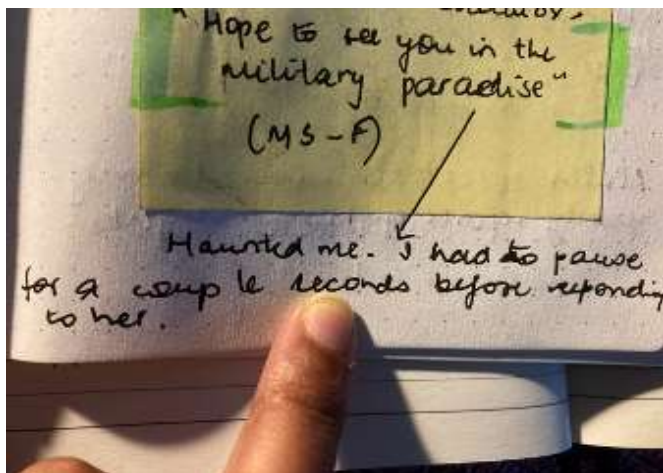 "Hope to see you in the
military paradise"
(MS-F)
Haunted me. I had to pause
for a couple seconds before responding
to her.